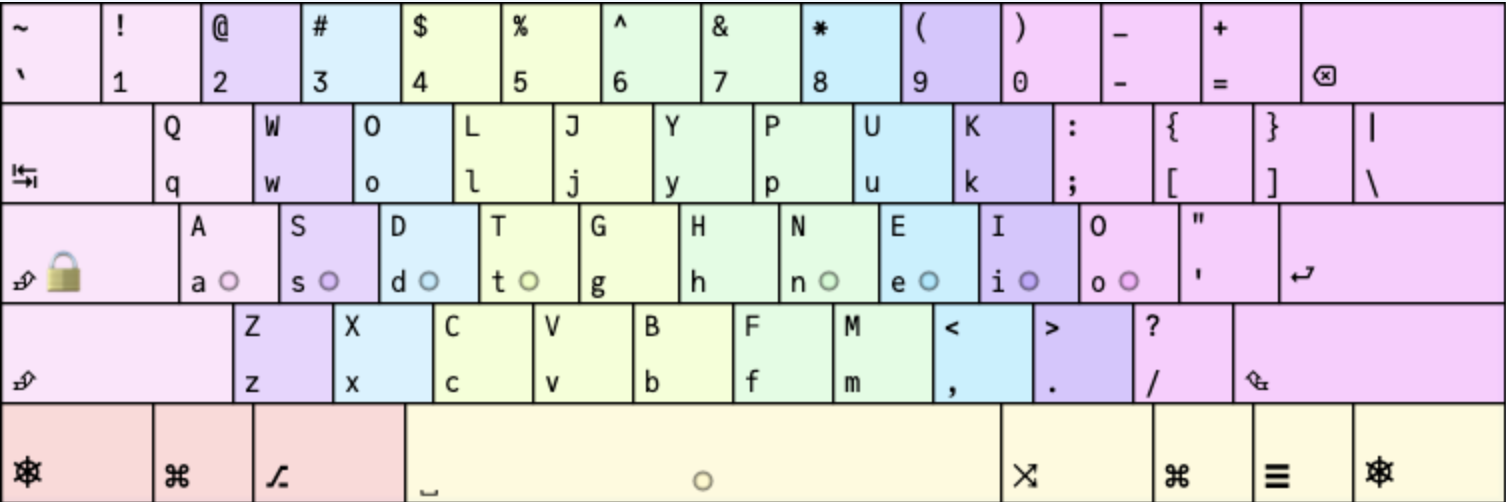 ~ ! @ # $ % ^ & * ( ) _ +
` 1 2 3 4 5 6 7 8 9 0 - =
Q W O L J Y P U K : { } |
q w o l j y p u k ; [ ] \
A S D T G H N E I O "
a s d t g h n e i o '
Z X C V B F M < > ?
z x c v b f m , . /